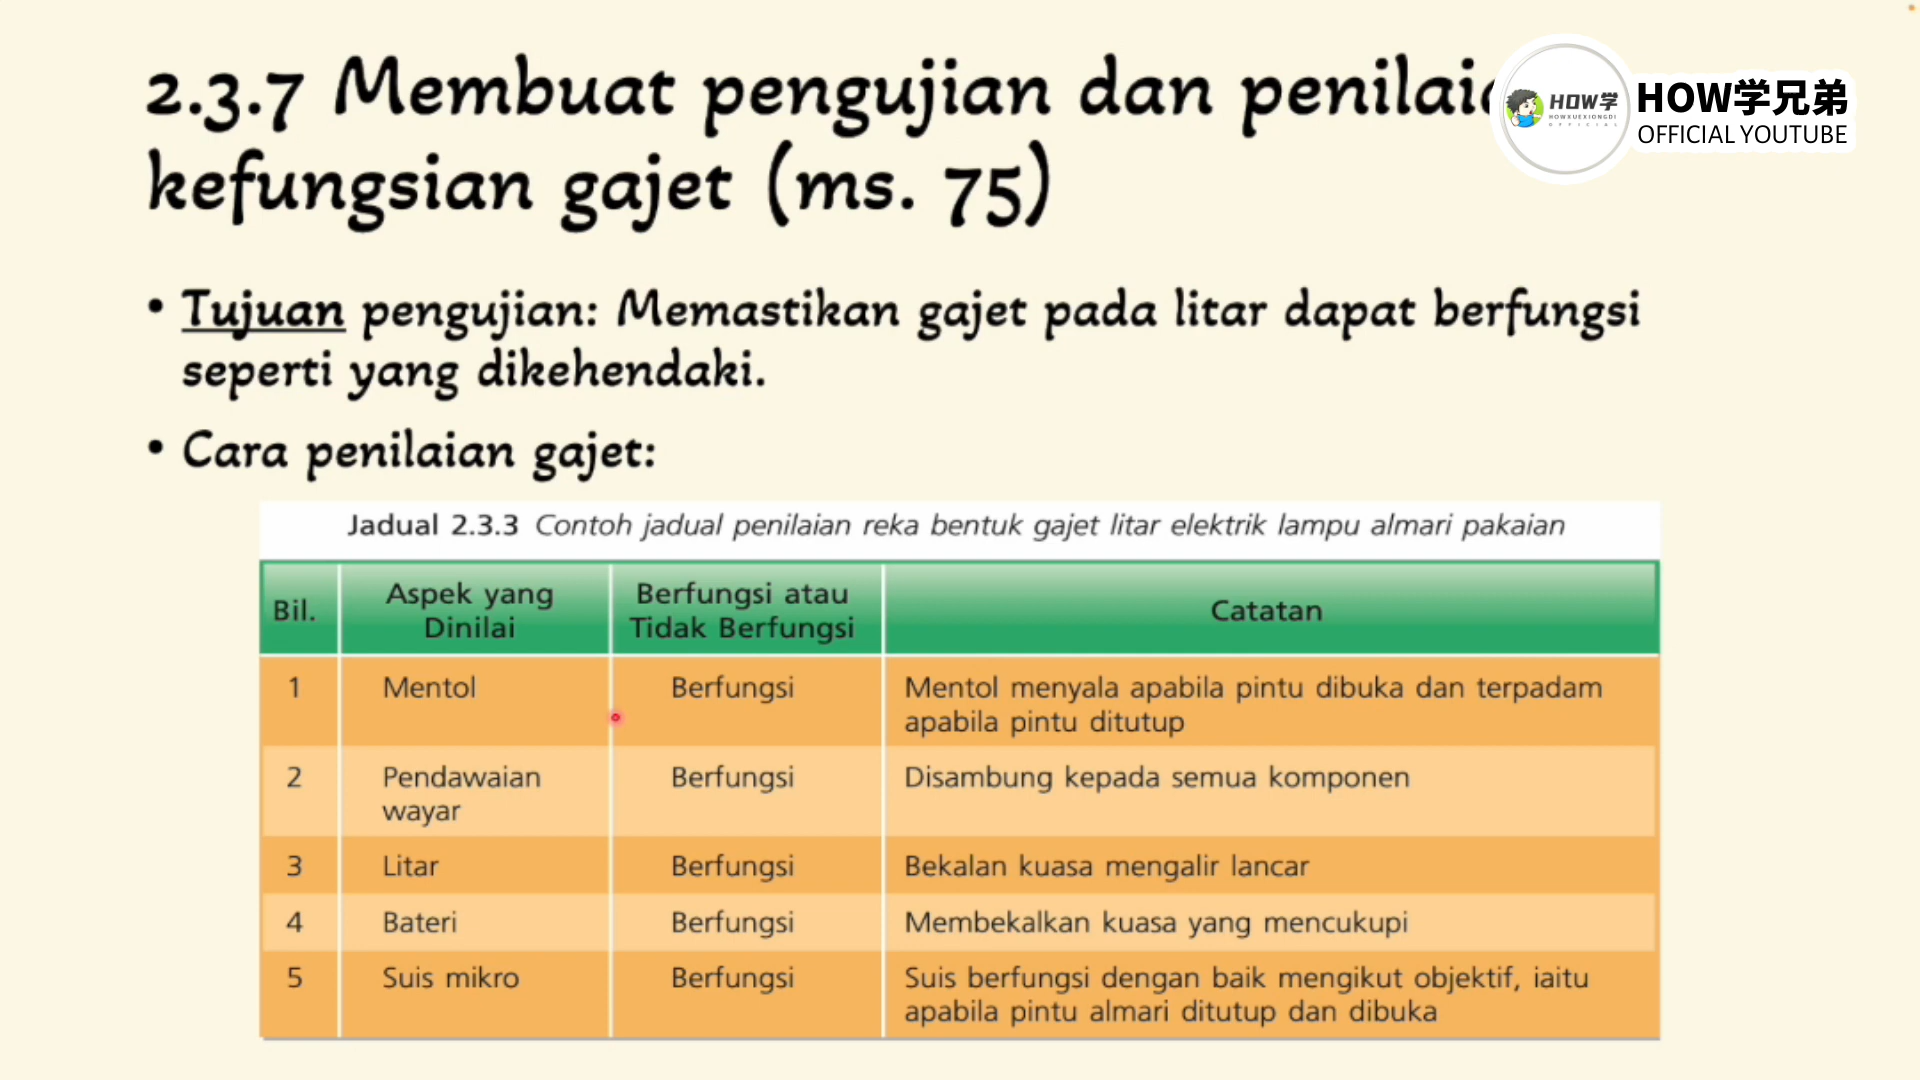 2.3.7 Membuat pengujian dan
kefungsian gajet (ms. 75)
HOW学
HOWXUEXIONGDI
OFFICIAL
HOW学兄弟
OFFICIAL YOUTUBE
• Tujuan pengujian: Memastikan gajet pada litar dapat berfungsi
seperti yang dikehendaki.
• Cara penilaian gajet:
Jadual 2.3.3 Contoh jadual penilaian reka bentuk gajet litar elektrik lampu almari pakaian
Bil.
Aspek yang
Dinilai
Berfungsi atau
Tidak Berfungsi
Catatan
1
Mentol
Berfungsi
Mentol menyala apabila pintu dibuka dan terpadam
apabila pintu ditutup
2
Pendawaian
wayar
Berfungsi
Disambung kepada semua komponen
3
Litar
Berfungsi
Bekalan kuasa mengalir lancar
4
Bateri
Berfungsi
Membekalkan kuasa yang mencukupi
5
Suis mikro
Berfungsi
Suis berfungsi dengan baik mengikut objektif, iaitu
apabila pintu almari ditutup dan dibuka